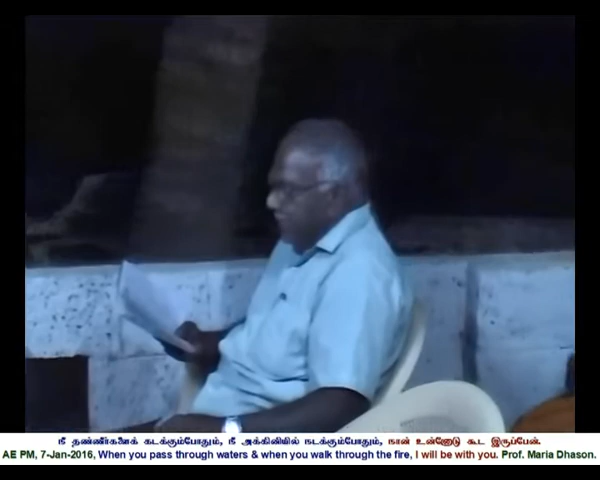 நீ தண்ணீர்களைக் கடக்கும்போதும், நீ அக்கினியில் நடக்கும்போதும், நான் உன்னோடு கூட இருப்பேன்.
AE PM, 7-Jan-2016, When you pass through waters & when you walk through the fire, I will be with you. Prof. Maria Dhason.